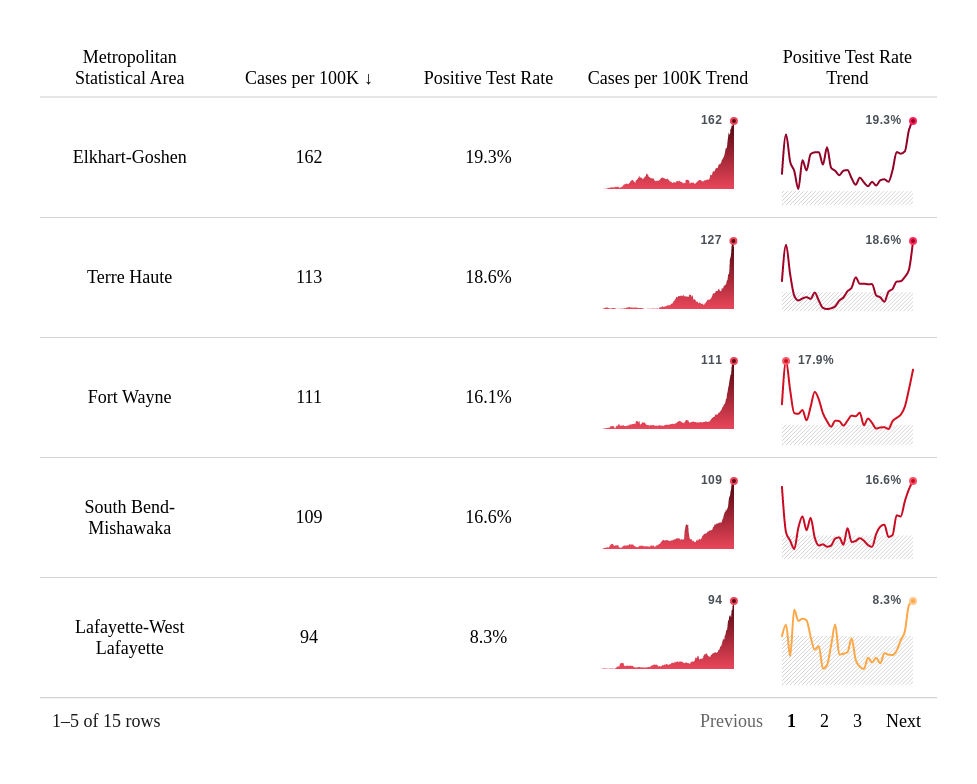 Metropolitan
Statistical Area
Cases per 100K ↓
Positive Test Rate
Cases per 100K Trend
Positive Test Rate
Trend
Elkhart-Goshen
162
19.3%
162
19.3%
Terre Haute
113
18.6%
127
18.6%
Fort Wayne
111
16.1%
111
17.9%
South Bend-
Mishawaka
109
16.6%
109
16.6%
Lafayette-West
Lafayette
94
8.3%
94
8.3%
1–5 of 15 rows
Previous 1 2 3 Next